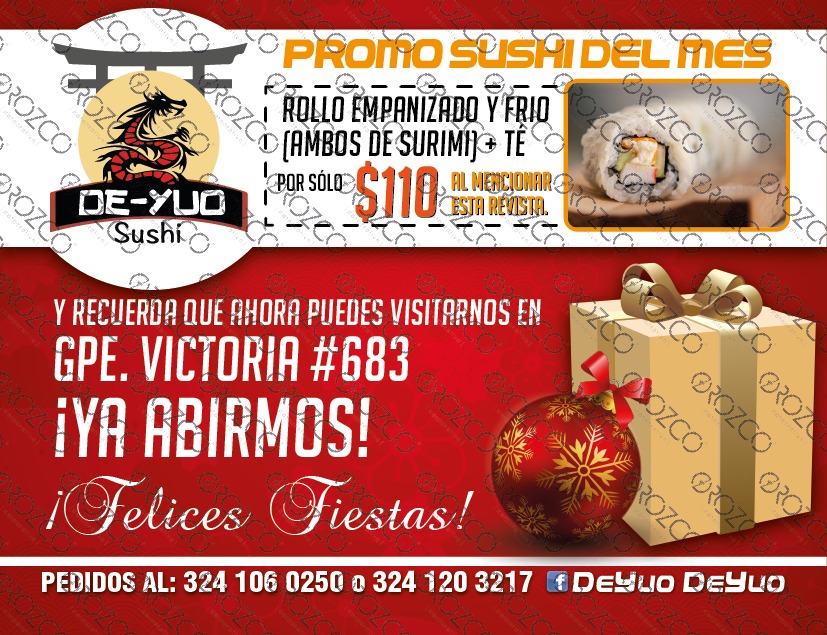 PROMO SUSHI DEL MES
ROLLO EMPANIZADO Y FRIO
(AMBOS DE SURIMI) + TÉ
POR SÓLO $110 AL MENCIONAR
ESTA REVISTA.
DE-YUO
Sushi
Y RECUERDA QUE AHORA PUEDES VISITARNOS EN
GPE. VICTORIA #683
¡YA ABIRMOS!
¡Felices Fiestas!
PEDIDOS AL: 324 106 0250 o 324 120 3217 f DeYuo DeYuo
OROZCO